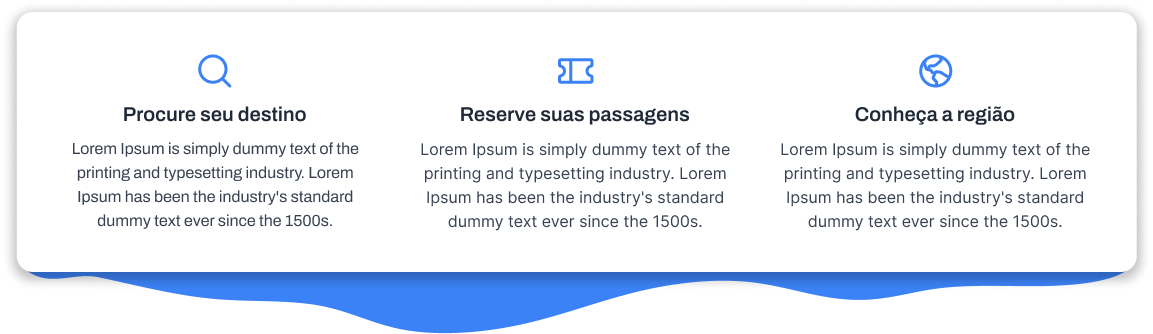 Procure seu destino
Lorem Ipsum is simply dummy text of the
printing and typesetting industry. Lorem
Ipsum has been the industry's standard
dummy text ever since the 1500s.
Reserve suas passagens
Lorem Ipsum is simply dummy text of the
printing and typesetting industry. Lorem
Ipsum has been the industry's standard
dummy text ever since the 1500s.
Conheça a região
Lorem Ipsum is simply dummy text of the
printing and typesetting industry. Lorem
Ipsum has been the industry's standard
dummy text ever since the 1500s.